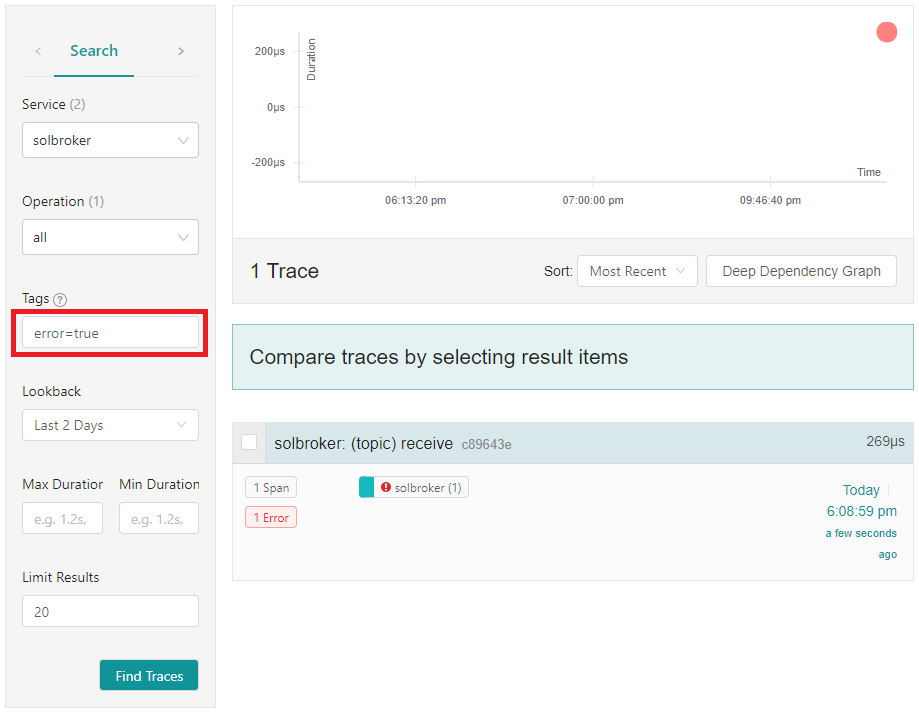 Search
Service (2)
solbroker
Operation (1)
all
Tags ?
error=true
Lookback
Last 2 Days
Max Duration Min Duration
e.g. 1.2s, e.g. 1.2s,
Limit Results
20
Find Traces
Duration
200μs
0μs
-200μs
Time
06:13:20 pm 07:00:00 pm 09:46:40 pm
1 Trace
Sort: Most Recent Deep Dependency Graph
Compare traces by selecting result items
solbroker: (topic) receive c89643e 269μs
1 Span solbroker (1)
1 Error
Today
6:08:59 pm
a few seconds
ago